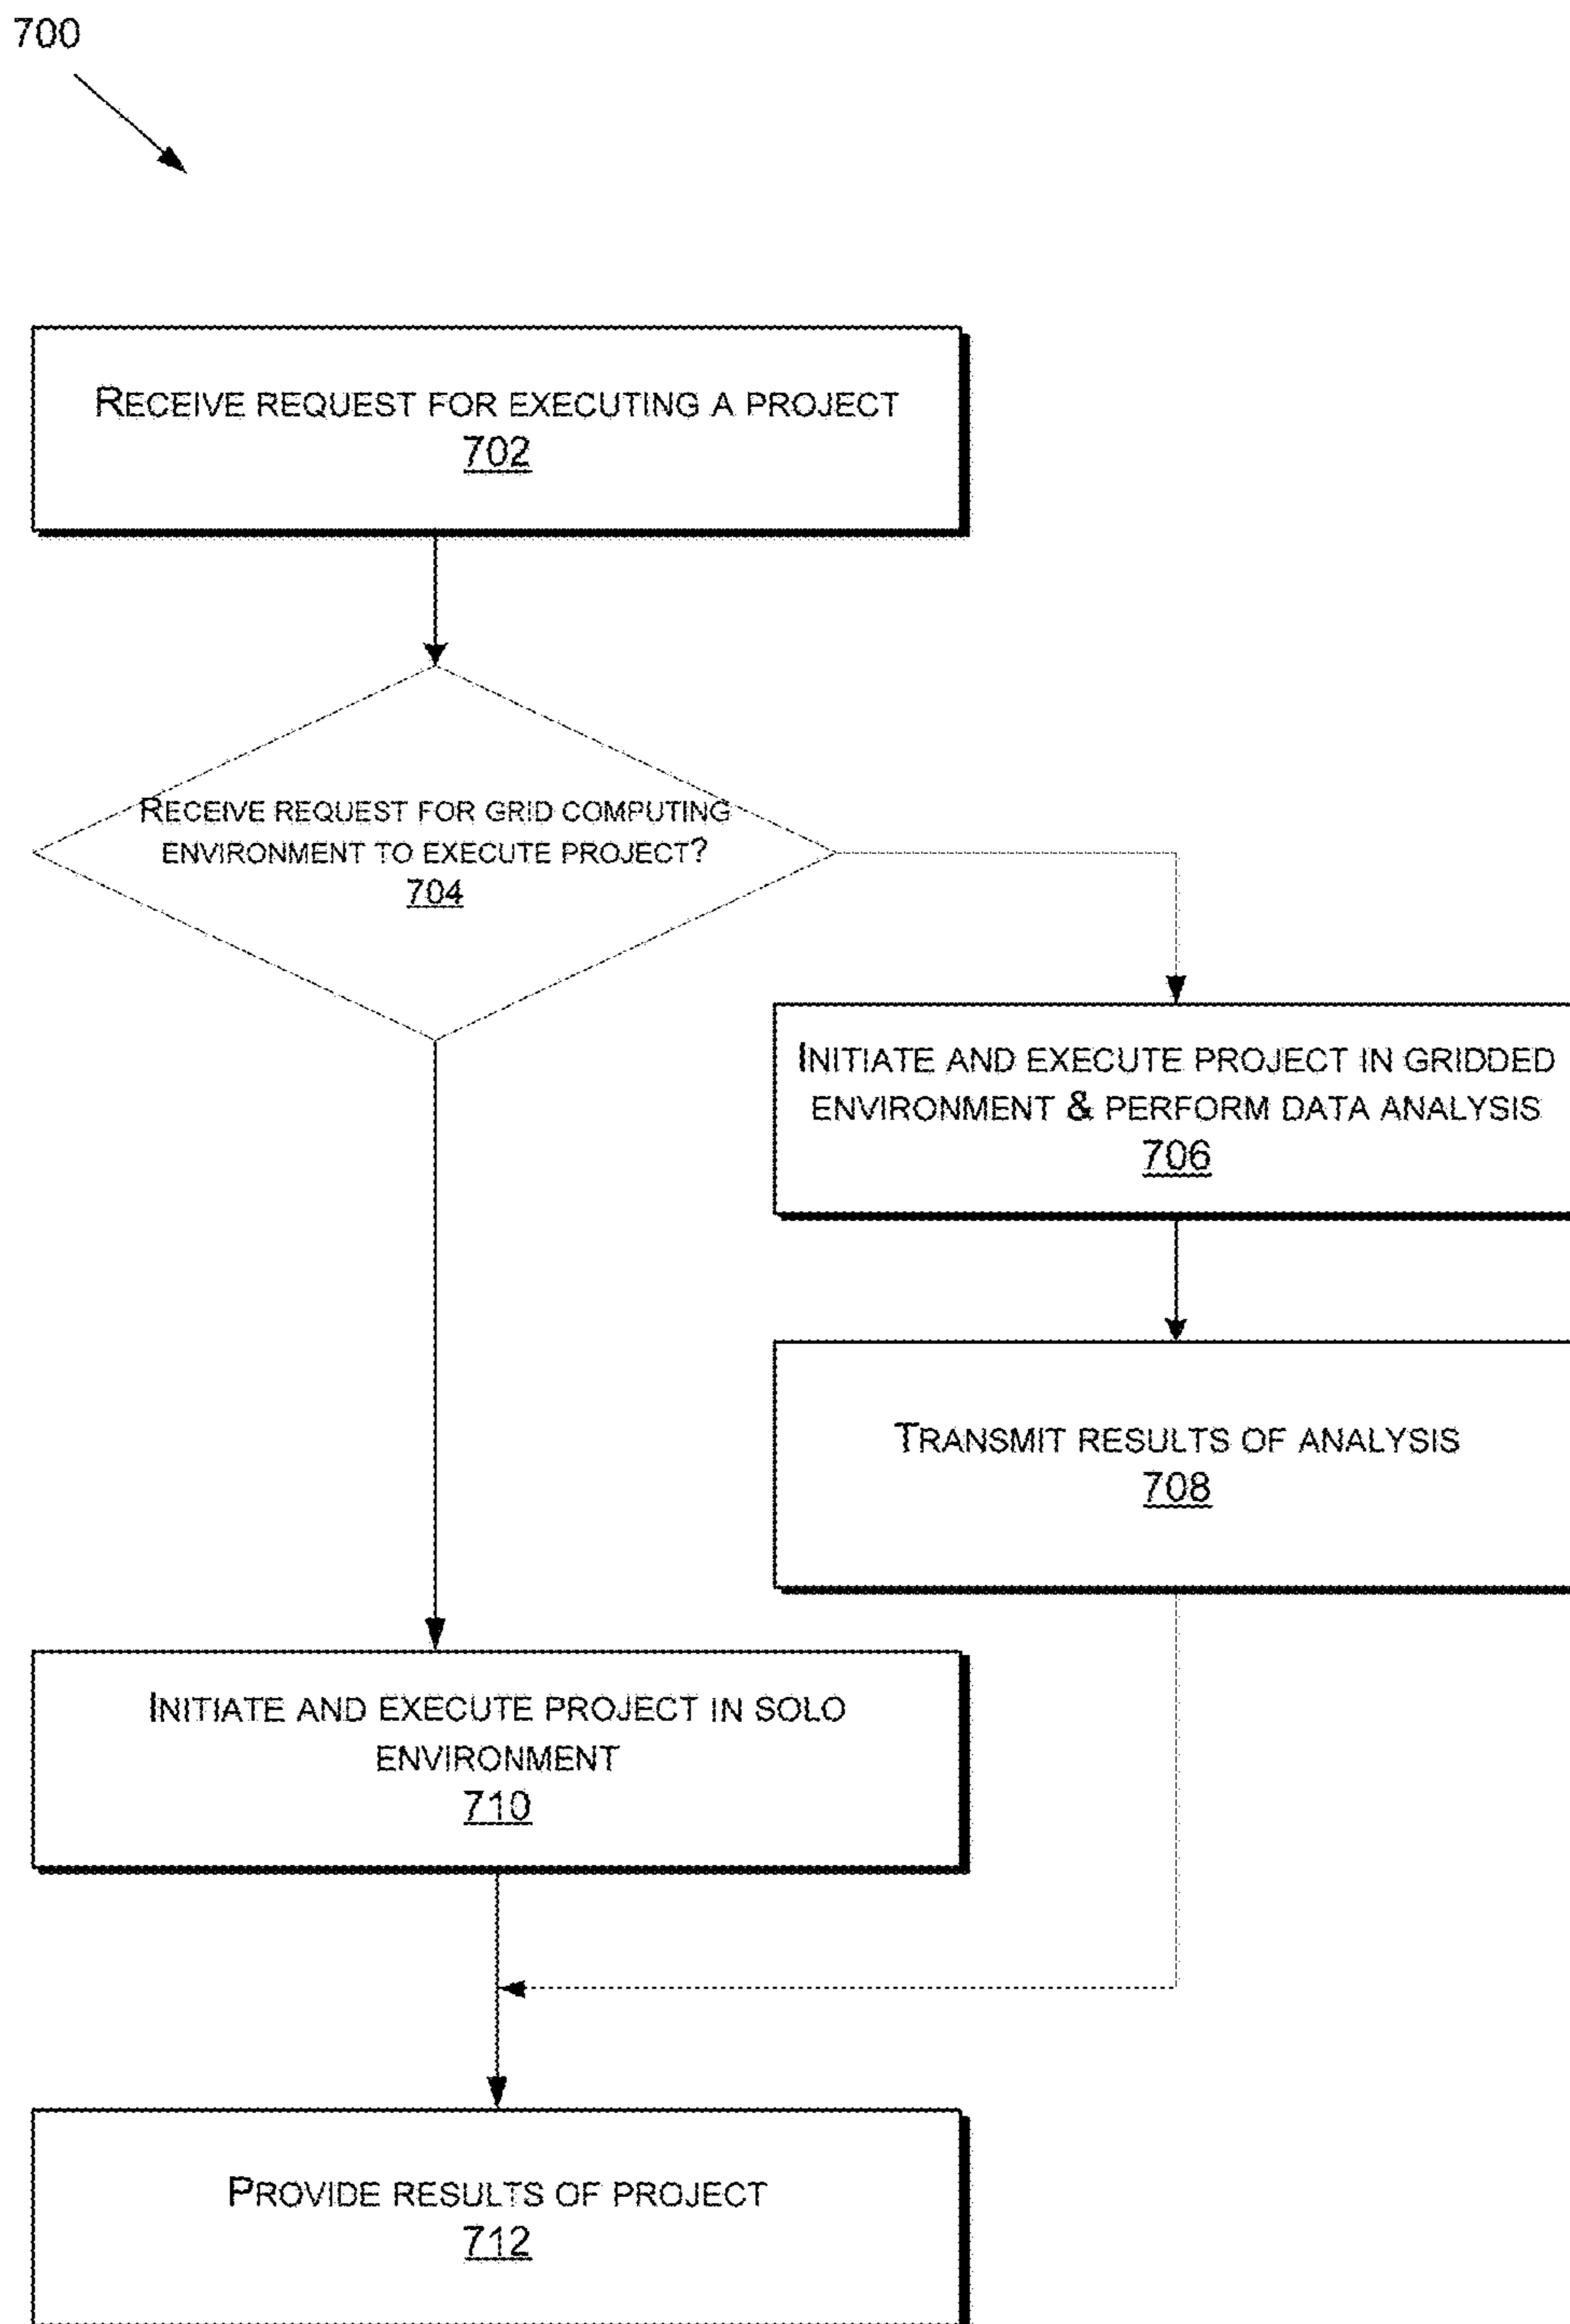 700
RECEIVE REQUEST FOR EXECUTING A PROJECT
702
RECEIVE REQUEST FOR GRID COMPUTING
ENVIRONMENT TO EXECUTE PROJECT?
704
INITIATE AND EXECUTE PROJECT IN GRIDDED
ENVIRONMENT & PERFORM DATA ANALYSIS
706
TRANSMIT RESULTS OF ANALYSIS
708
INITIATE AND EXECUTE PROJECT IN SOLO
ENVIRONMENT
710
PROVIDE RESULTS OF PROJECT
712